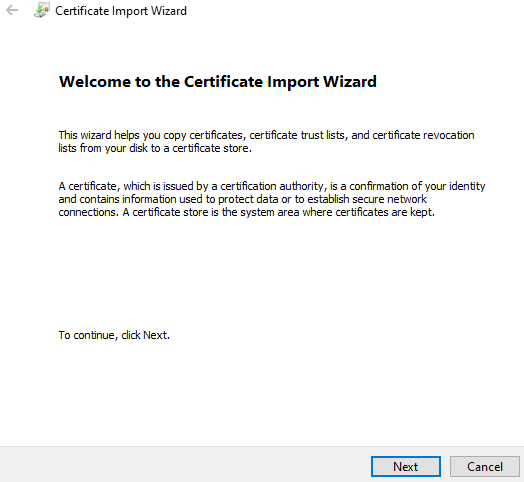 Certificate Import Wizard
Welcome to the Certificate Import Wizard
This wizard helps you copy certificates, certificate trust lists, and certificate revocation
lists from your disk to a certificate store.
A certificate, which is issued by a certification authority, is a confirmation of your identity
and contains information used to protect data or to establish secure network
connections. A certificate store is the system area where certificates are kept.
To continue, click Next.
Next
Cancel